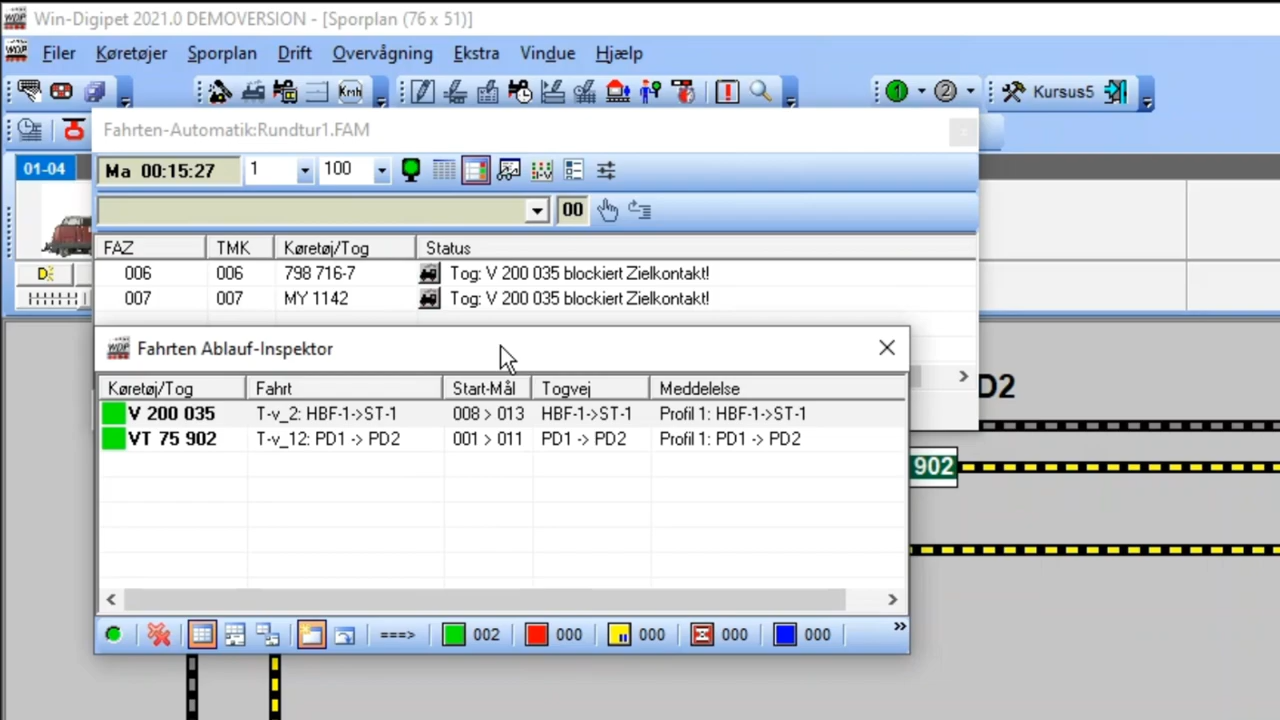 Win-Digipet 2021.0 DEMOVERSION - [Sporplan (76 x 51)]
Filer Køretøjer Sporplan Drift Overvågning Ekstra Vindue Hjælp
Kmh 1 2 Kursus5
Fahrten-Automatik:Rundtur1.FAM
01-04
Ma 00:15:27 1 100
00
FAZ TMK Køretøj/Tog Status
006 006 798 716-7 Tog: V 200 035 blockiert Zielkontakt!
007 007 MY 1142 Tog: V 200 035 blockiert Zielkontakt!
Fahrten Ablauf-Inspektor
D2
Køretøj/Tog Fahrt Start-Mål Togvej Meddelelse
V 200 035 T-v_2: HBF-1->ST-1 008 > 013 HBF-1->ST-1 Profil 1: HBF-1->ST-1
VT 75 902 T-v_12: PD1 -> PD2 001 > 011 PD1 -> PD2 Profil 1: PD1 -> PD2
902
===> 002 000 000 000 000 »